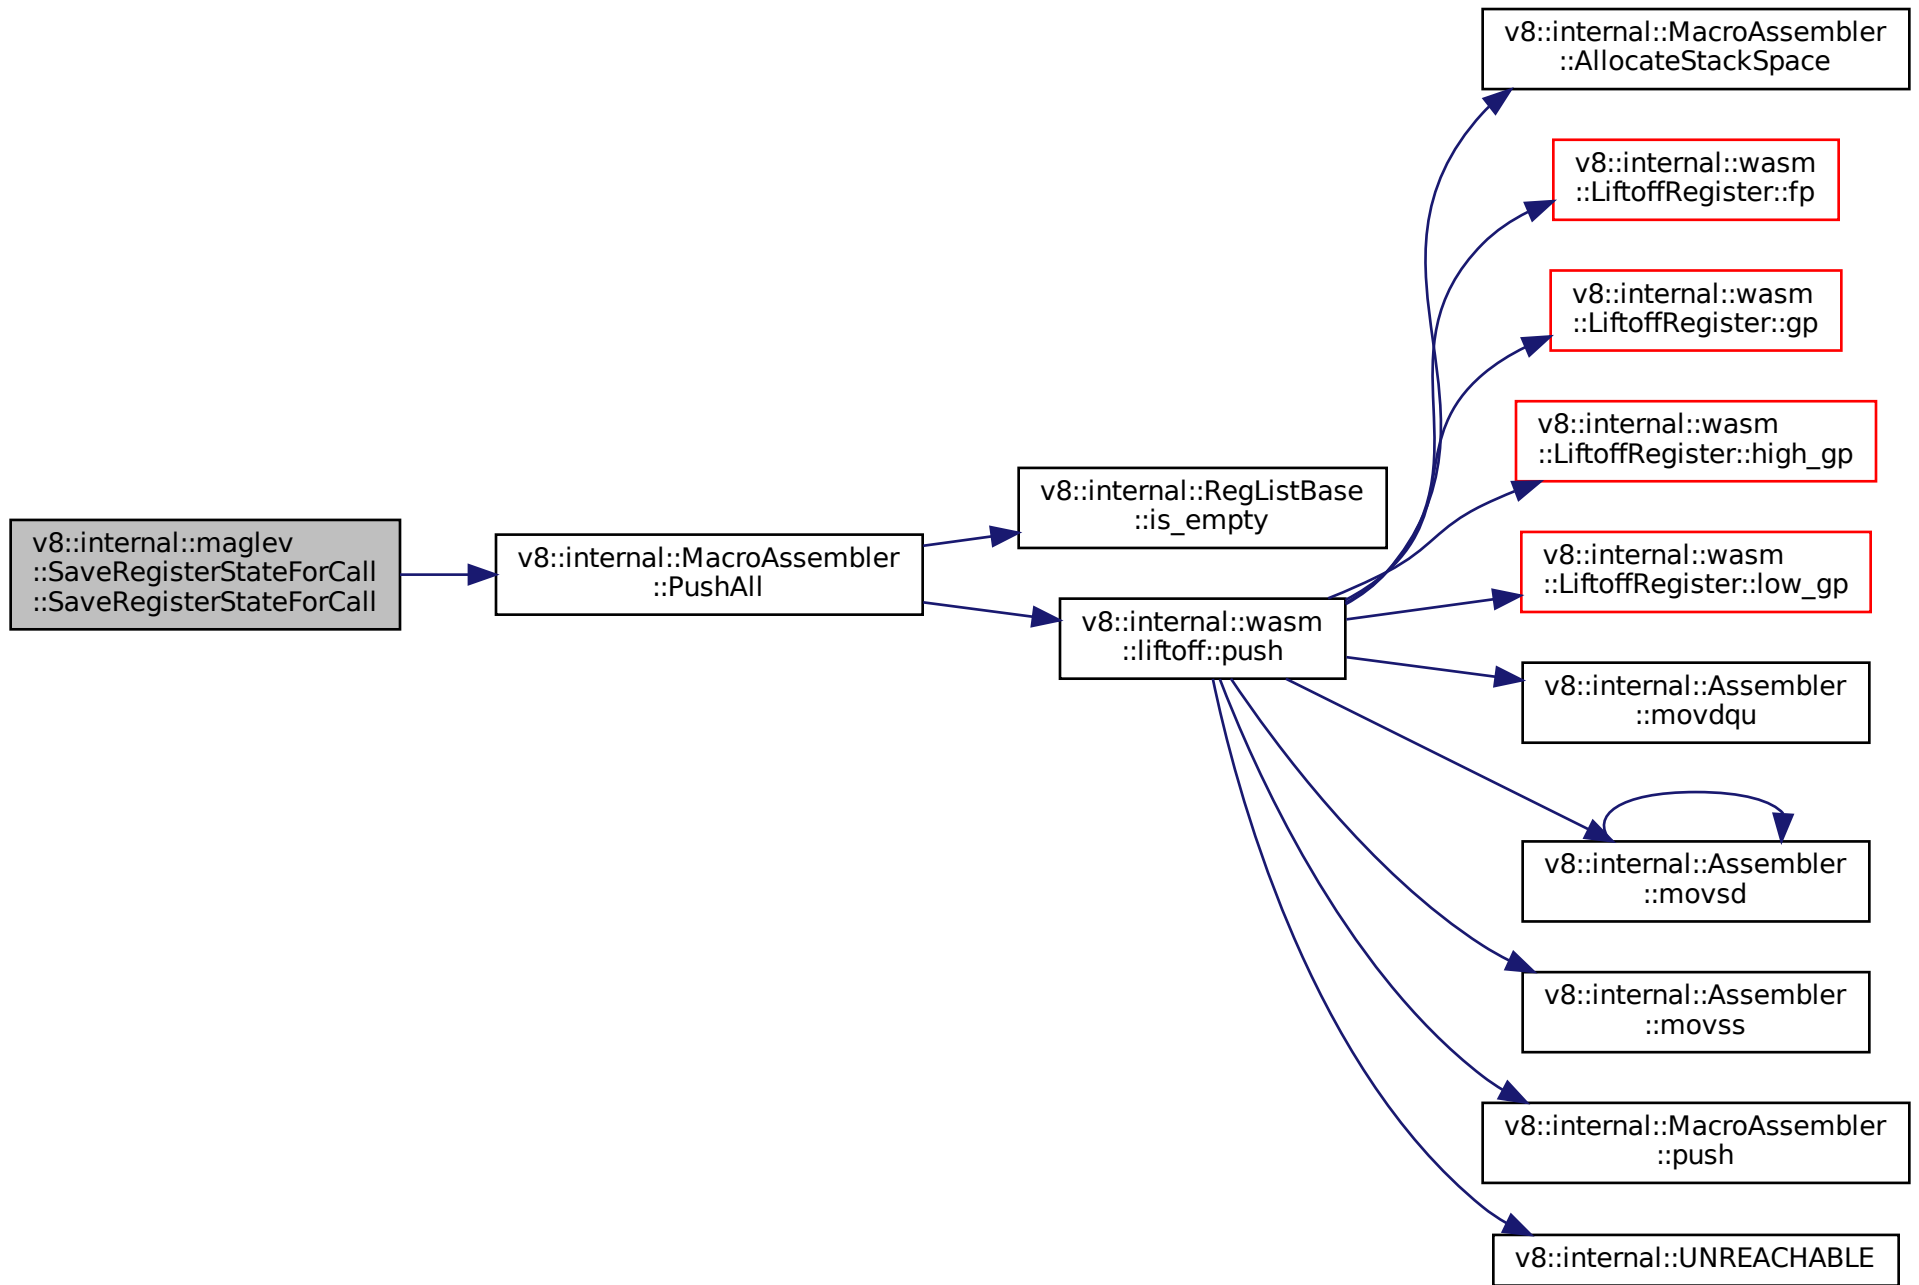 v8::internal::maglev
::SaveRegisterStateForCall
::SaveRegisterStateForCall
v8::internal::MacroAssembler
::PushAll
v8::internal::RegListBase
::is_empty
v8::internal::wasm
::liftoff::push
v8::internal::MacroAssembler
::AllocateStackSpace
v8::internal::wasm
::LiftoffRegister::fp
v8::internal::wasm
::LiftoffRegister::gp
v8::internal::wasm
::LiftoffRegister::high_gp
v8::internal::wasm
::LiftoffRegister::low_gp
v8::internal::Assembler
::movdqu
v8::internal::Assembler
::movsd
v8::internal::Assembler
::movss
v8::internal::MacroAssembler
::push
v8::internal::UNREACHABLE